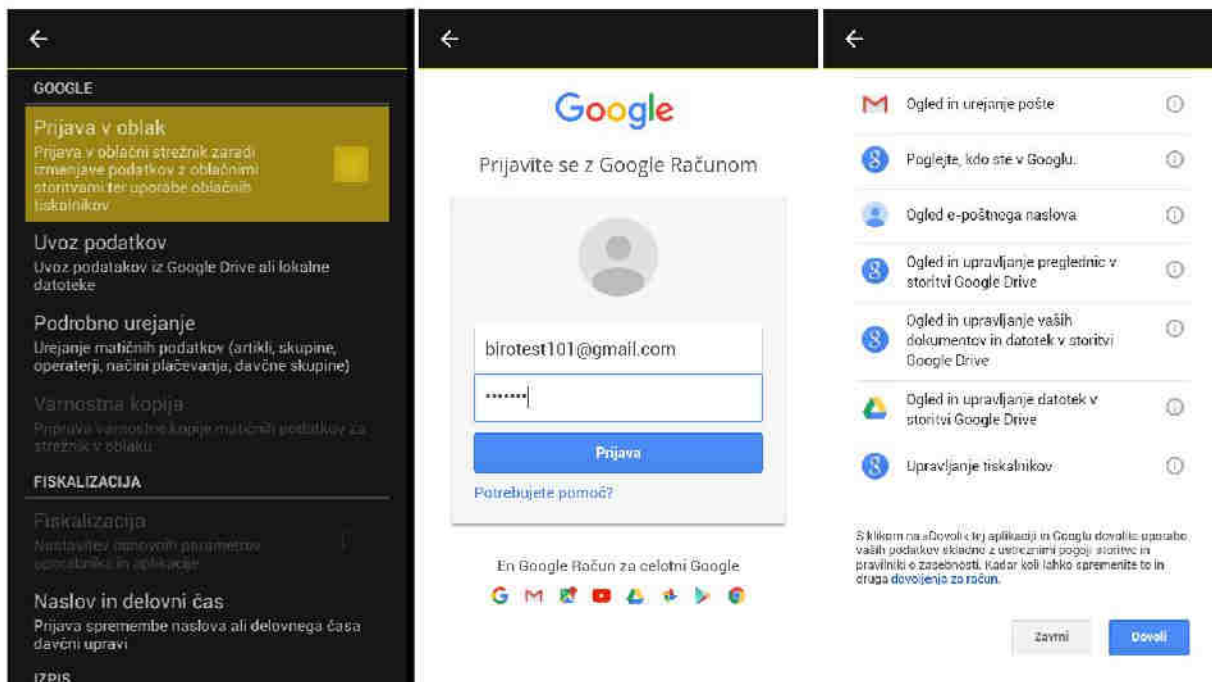 GOOGLE
Prijava v oblak
Prijava v oblačni strežnik zaradi
izmenjave podatkov z oblačnimi
storitvami ter uporabe oblačnih
tiskalnikov
Uvoz podatkov
Uvoz podatakov iz Google Drive ali lokalne
datoteke
Podrobno urejanje
Urejanje matičnih podatkov (artikli, skupine,
operaterji, načini plačevanja, davčne skupine)
Varnostna kopija
Priprava varnostne kopije matičnih podatkov za
strežnik v oblaku
FISKALIZACIJA
Fiskalizacija
Nastavitev osnovnih parametrov
uporabnika in aplikacije
Naslov in delovni čas
Prijava spremembe naslova ali delovnega časa
davčni upravi
IZPIS
Google
Prijavite se z Google Računom
birotest101@gmail.com
•••••••
Prijava
Potrebujete pomoč?
En Google Račun za celotni Google
Ogled in urejanje pošte
Poglejte, kdo ste v Googlu.
Ogled e-poštnega naslova
Ogled in upravljanje preglednic v
storitvi Google Drive
Ogled in upravljanje vaših
dokumentov in datotek v storitvi
Google Drive
Ogled in upravljanje datotek v
storitvi Google Drive
Upravljanje tiskalnikov
S klikom na »Dovoli« tej aplikaciji in Googlu dovolite uporabo
vaših podatkov skladno z ustreznimi pogoji storitve in
pravilniki o zasebnosti. Kadar koli lahko spremenite to in
druga dovoljenja za račun.
Zavrni
Dovoli